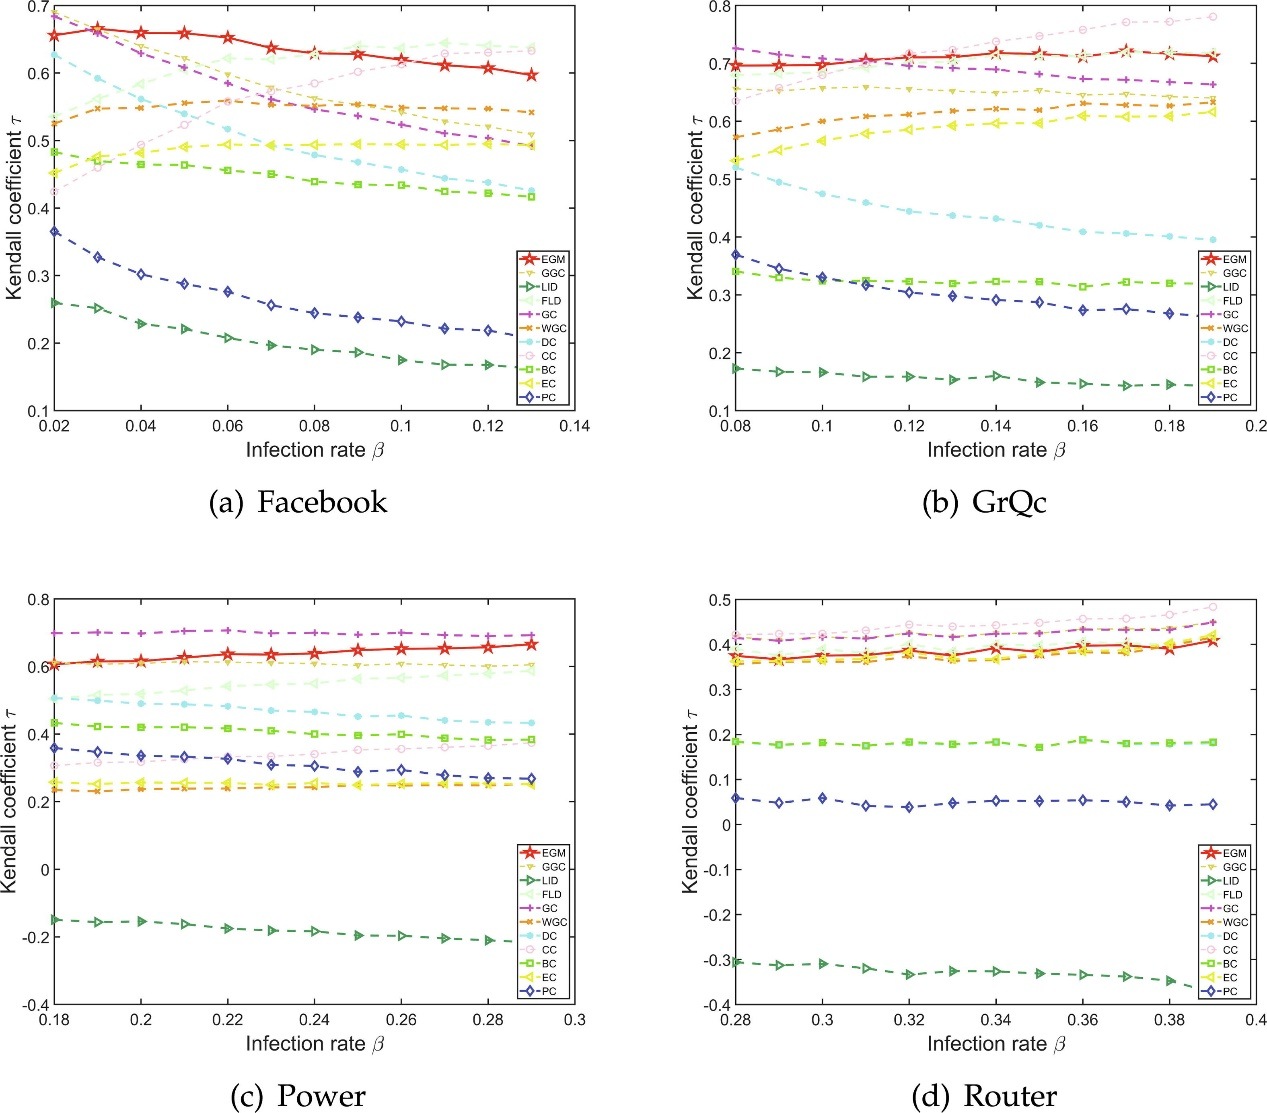 0.7
0.6
0.5
0.4
0.3
0.2
0.1
Kendall coefficient τ
0.02 0.04 0.06 0.08 0.1 0.12 0.14
Infection rate β
EGM
GGC
LID
FLD
GC
WGC
DC
CC
BC
EC
PC
(a) Facebook
0.8
0.7
0.6
0.5
0.4
0.3
0.2
0.1
Kendall coefficient τ
0.08 0.1 0.12 0.14 0.16 0.18 0.2
Infection rate β
EGM
GGC
LID
FLD
GC
WGC
DC
CC
BC
EC
PC
(b) GrQc
0.8
0.6
0.4
0.2
0
-0.2
-0.4
Kendall coefficient τ
0.18 0.2 0.22 0.24 0.26 0.28 0.3
Infection rate β
EGM
GGC
LID
FLD
GC
WGC
DC
CC
BC
EC
PC
(c) Power
0.5
0.4
0.3
0.2
0.1
0
-0.1
-0.2
-0.3
-0.4
Kendall coefficient τ
0.28 0.3 0.32 0.34 0.36 0.38 0.4
Infection rate β
EGM
GGC
LID
FLD
GC
WGC
DC
CC
BC
EC
PC
(d) Router